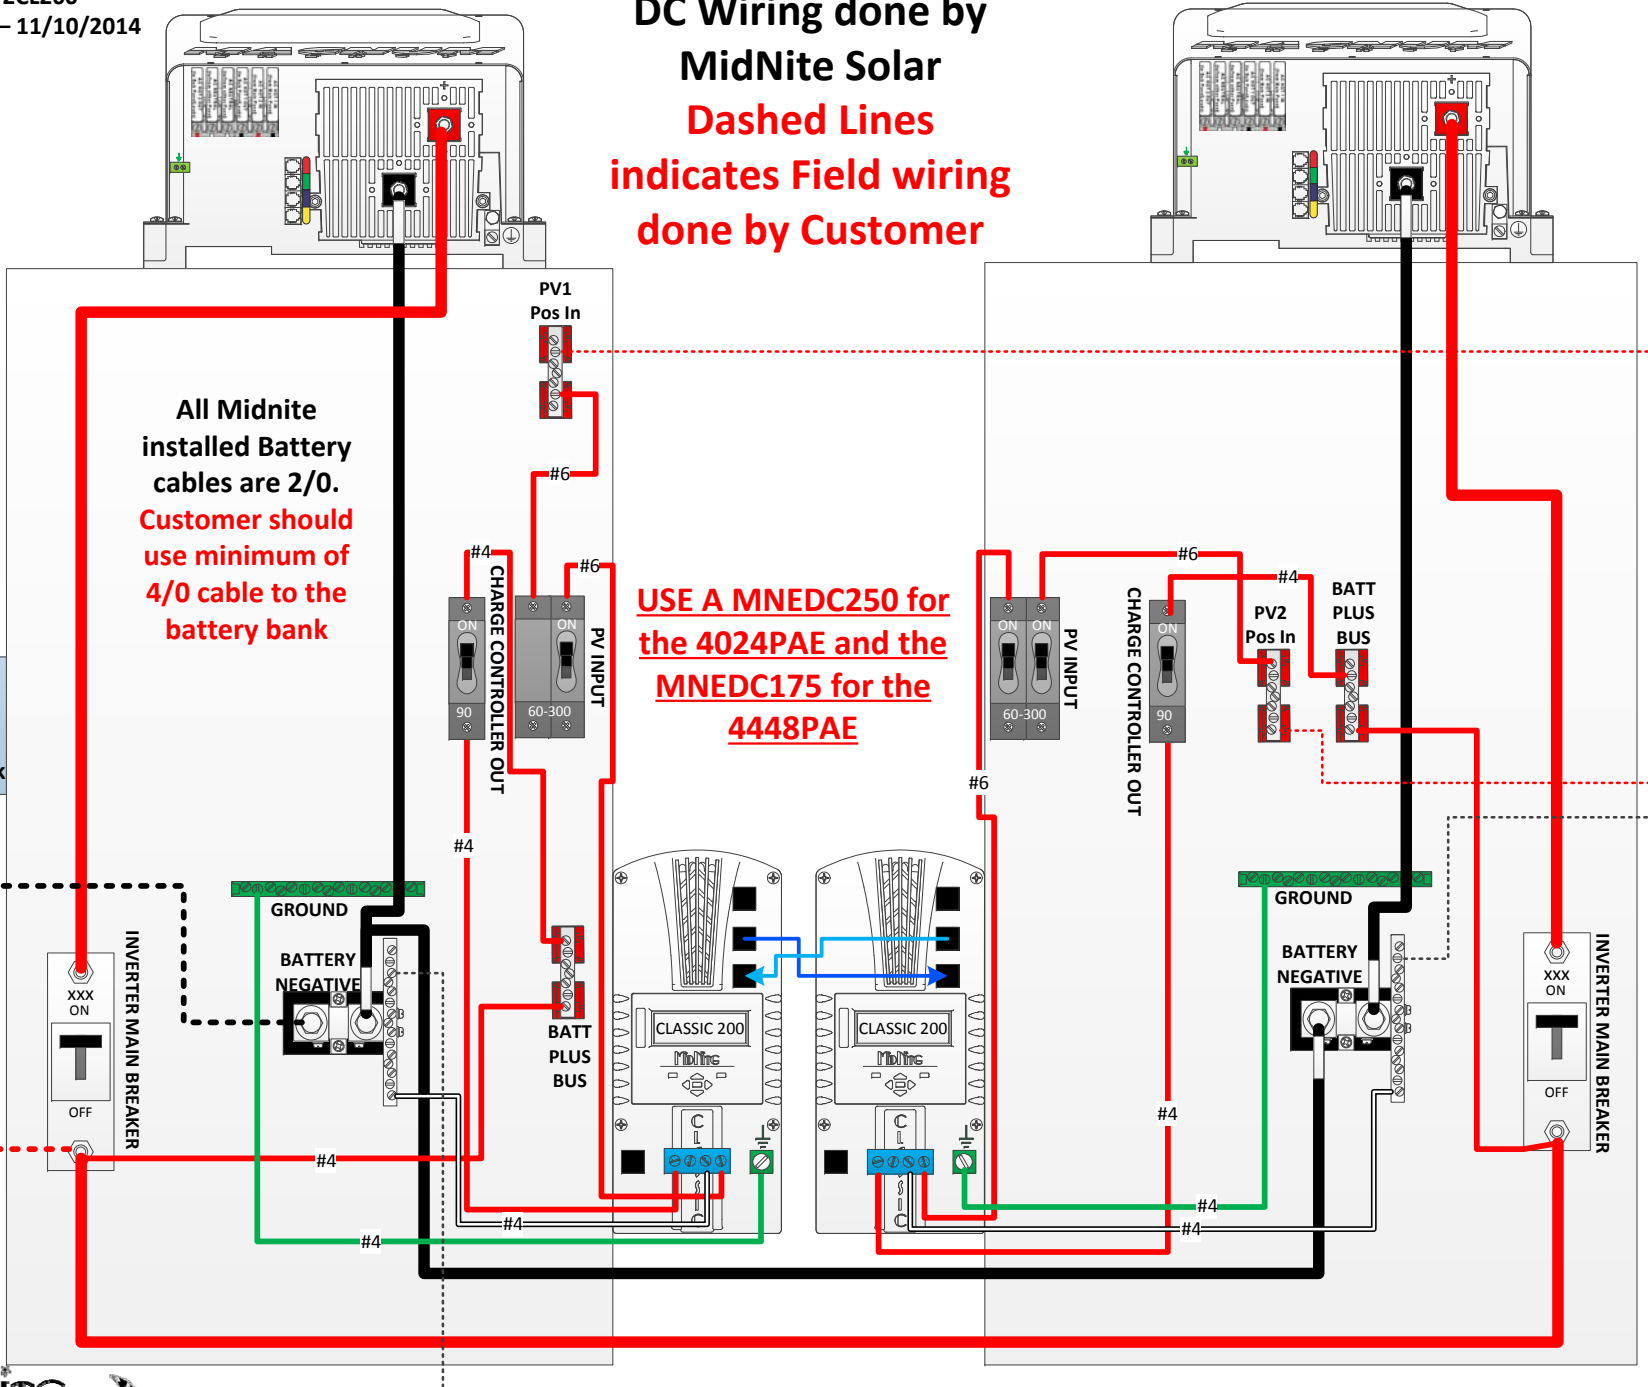 – 11/10/2014
DC Wiring done by
MidNite Solar
Dashed Lines
indicates Field wiring
done by Customer
PV1
Pos In
All Midnite
installed Battery
cables are 2/0.
Customer should
use minimum of
4/0 cable to the
battery bank
#6
#4
#6
ON
90
CHARGE CONTROLLER OUT
ON
60-300
PV INPUT
USE A MNEDC250 for
the 4024PAE and the
MNEDC175 for the
4448PAE
ON
ON
60-300
PV INPUT
#6
#4
CHARGE CONTROLLER OUT
ON
90
PV2
Pos In
BATT
PLUS
BUS
#6
#4
GROUND
BATTERY
NEGATIVE
INVERTER MAIN BREAKER
XXX
ON
OFF
BATT
PLUS
BUS
CLASSIC 200
MidNite
CLASSIC
CLASSIC 200
MidNite
CLASSIC
GROUND
BATTERY
NEGATIVE
INVERTER MAIN BREAKER
XXX
ON
OFF
#4
#4
#4
#4
#4
#4